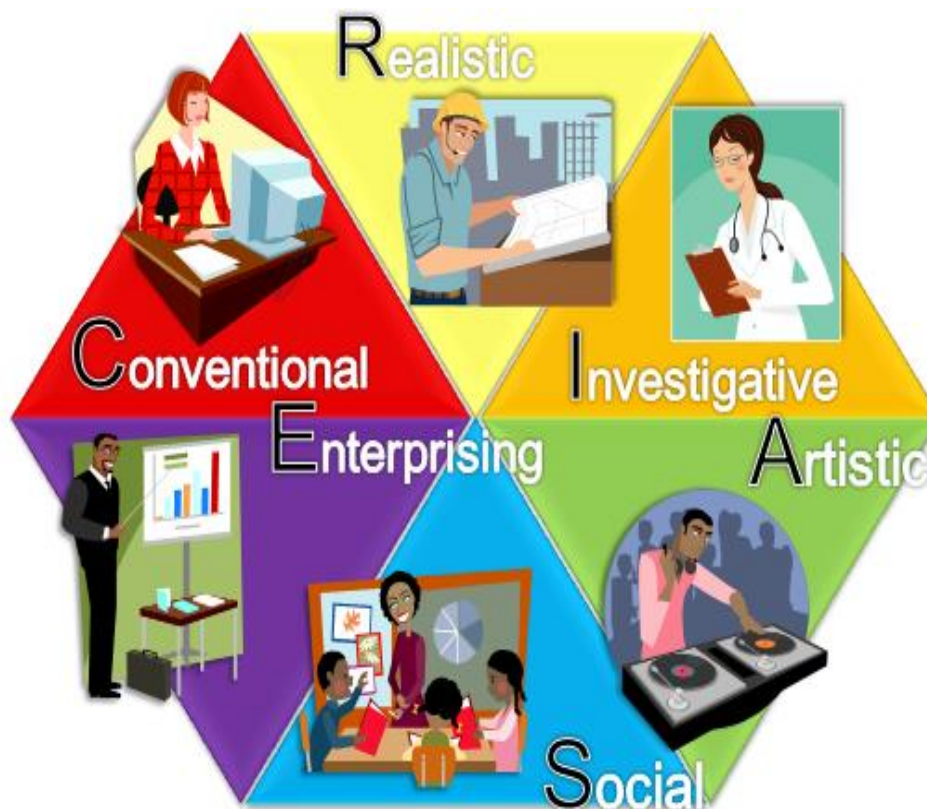 Realistic
Conventional
Investigative
Enterprising
Artistic
Social